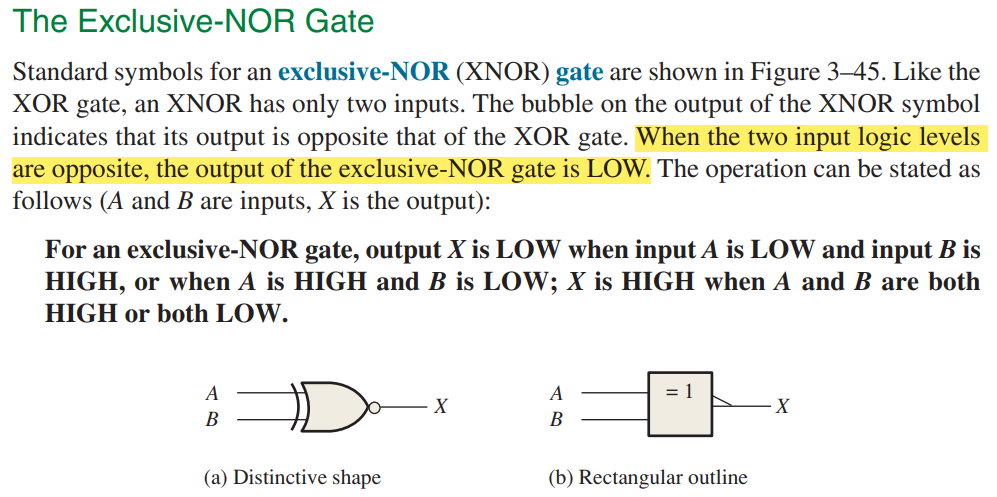 The Exclusive-NOR Gate
Standard symbols for an exclusive-NOR (XNOR) gate are shown in Figure 3–45. Like the
XOR gate, an XNOR has only two inputs. The bubble on the output of the XNOR symbol
indicates that its output is opposite that of the XOR gate. When the two input logic levels
are opposite, the output of the exclusive-NOR gate is LOW. The operation can be stated as
follows (A and B are inputs, X is the output):
For an exclusive-NOR gate, output X is LOW when input A is LOW and input B is
HIGH, or when A is HIGH and B is LOW; X is HIGH when A and B are both
HIGH or both LOW.
A
B
X
(a) Distinctive shape
A
B
= 1
X
(b) Rectangular outline